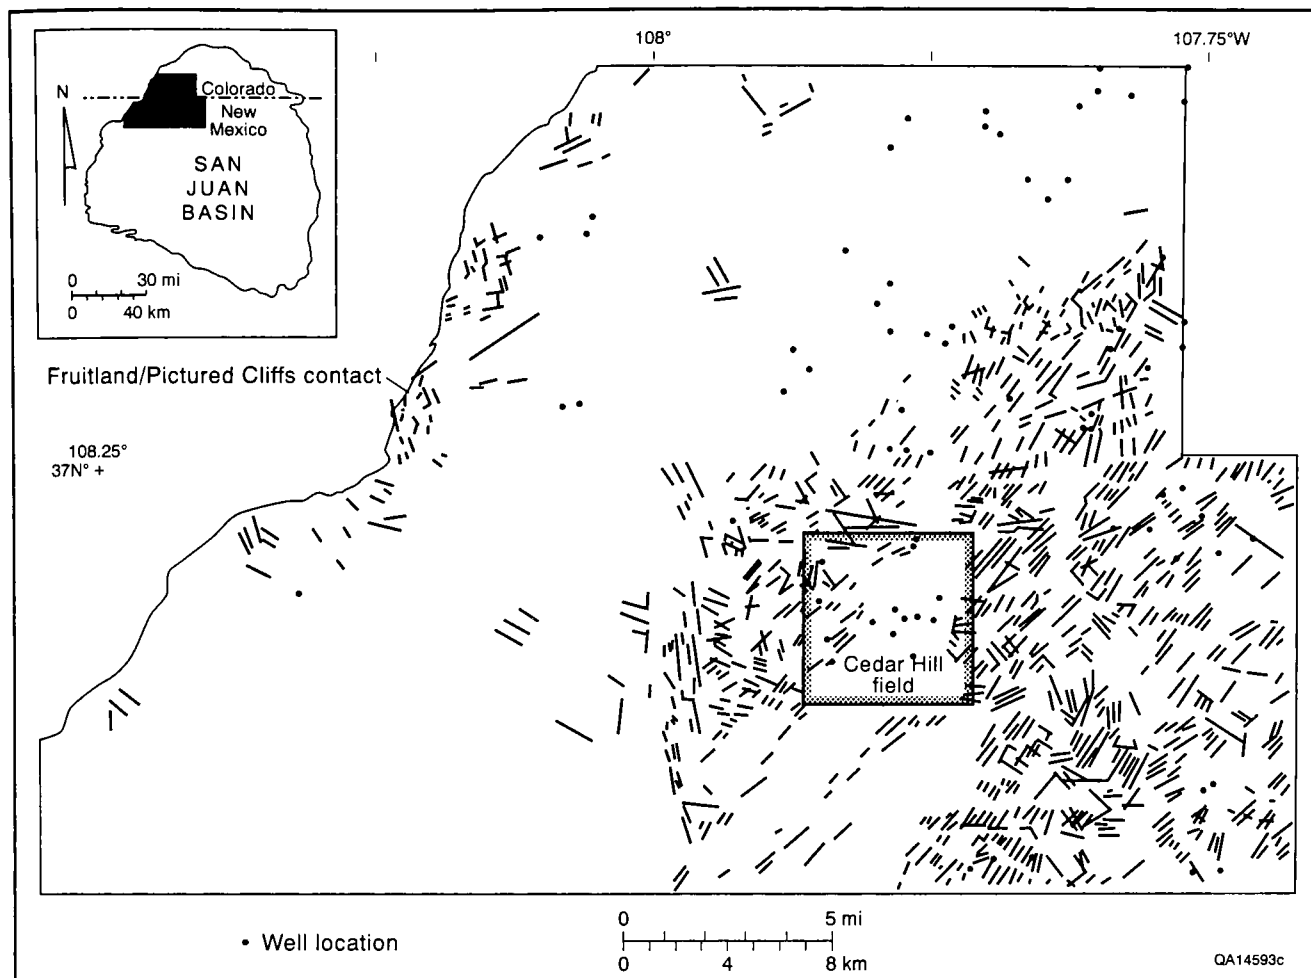 108°
107.75°W
N
Colorado
New
Mexico
SAN
JUAN
BASIN
0 30 mi
0 40 km
Fruitland/Pictured Cliffs contact
108.25°
37N° +
Cedar Hill
field
0 5 mi
• Well location
0 4 8 km
QA14593c